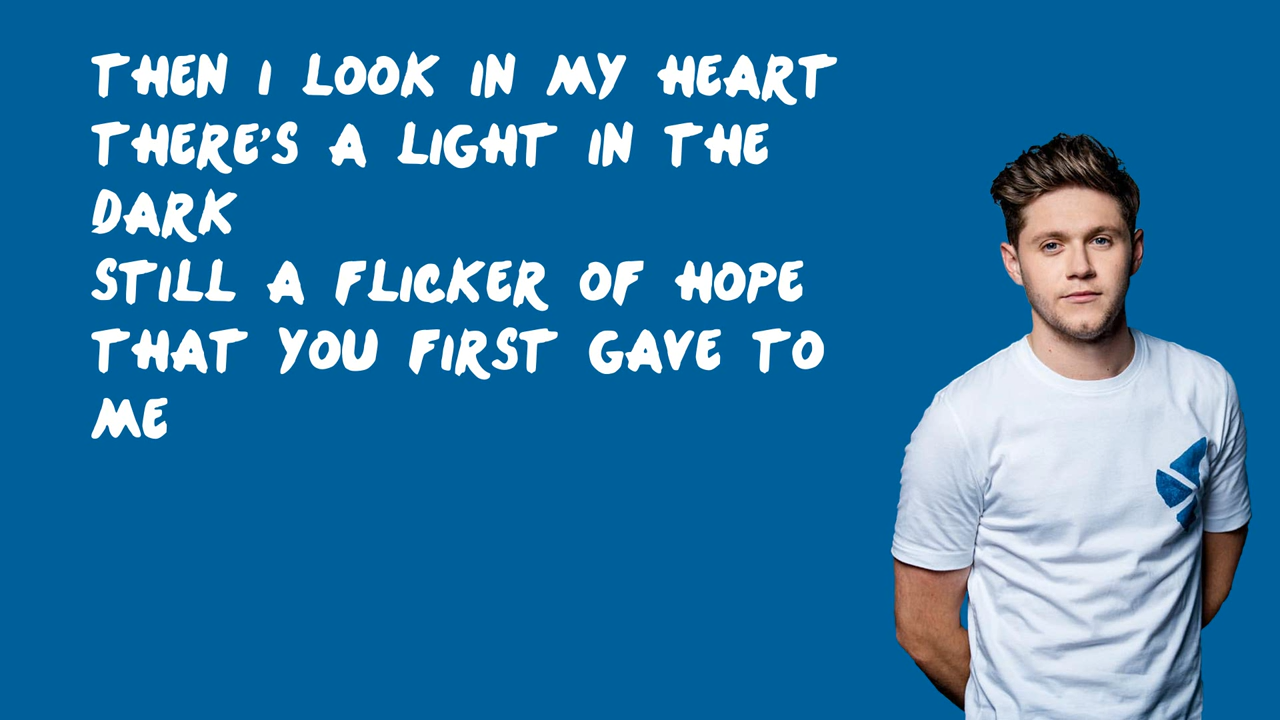 THEN I LOOK IN MY HEART
THERE'S A LIGHT IN THE
DARK
STILL A FLICKER OF HOPE
THAT YOU FIRST GAVE TO
ME